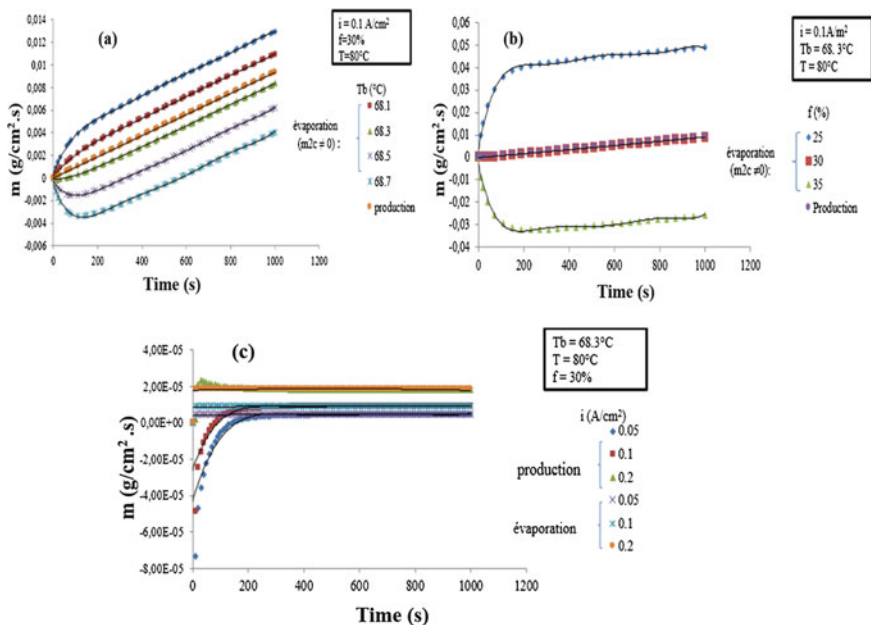 (a)
i = 0.1 A/cm²
f=30%
T=80°C
m (g/cm².s)
0,014
0,012
0,01
0,008
0,006
0,004
0,002
0
-0,002
-0,004
-0,006
0 200 400 600 800 1000 1200
Time (s)
Tb (°C)
évaporation
(m2c ≠ 0) :
68.1
68.3
68.5
68.7
production
(b)
i = 0.1A/m²
Tb = 68.3°C
T = 80°C
m (g/cm².s)
0,06
0,05
0,04
0,03
0,02
0,01
0
-0,01
-0,02
-0,03
-0,04
0 200 400 600 800 1000 1200
Time (s)
f (%)
évaporation
(m2c ≠0):
25
30
35
Production
(c)
Tb = 68.3°C
T = 80°C
f = 30%
m (g/cm² .s)
4,00E-05
2,00E-05
0,00E+00
-2,00E-05
-4,00E-05
-6,00E-05
-8,00E-05
0 200 400 600 800 1000 1200
Time (s)
i (A/cm²)
production
0.05
0.1
0.2
évaporation
0.05
0.1
0.2